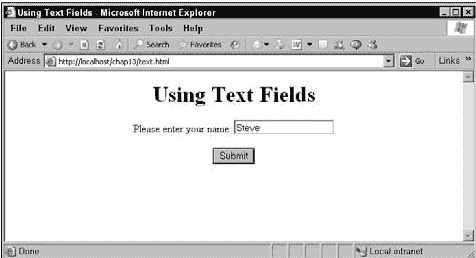 Using Text Fields - Microsoft Internet Explorer
File Edit View Favorites Tools Help
Back Search Favorites
Address http://localhost/chap13/text.html Go Links »
Using Text Fields
Please enter your name: Steve
Submit
Done Local intranet